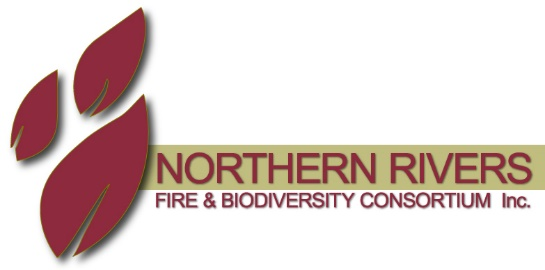 NORTHERN RIVERS
FIRE & BIODIVERSITY CONSORTIUM Inc.